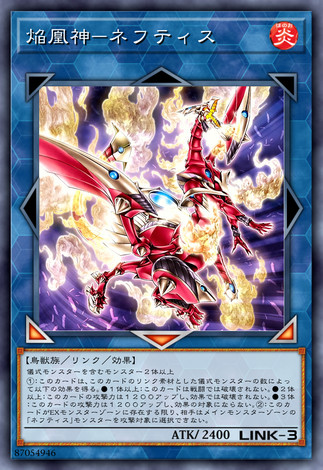 焔凰神－ネフティス
炎
【鳥獣族／リンク／効果】
儀式モンスターを含むモンスター2体以上
①：このカードは、このカードのリンク素材とした儀式モンスターの数によ
って以下の効果を得る。●1体以上：このカードは戦闘では破壊されない。●2体
以上：このカードの攻撃力は1200アップし、効果では破壊されない。●3体
：このカードの攻撃力は1200アップし、効果の対象にならない。②：このカー
ドがEXモンスターゾーンに存在する限り、相手はメインモンスターゾーンの
「ネフティス」モンスターを攻撃対象に選択できない。
ATK/2400 LINK-3
87054946